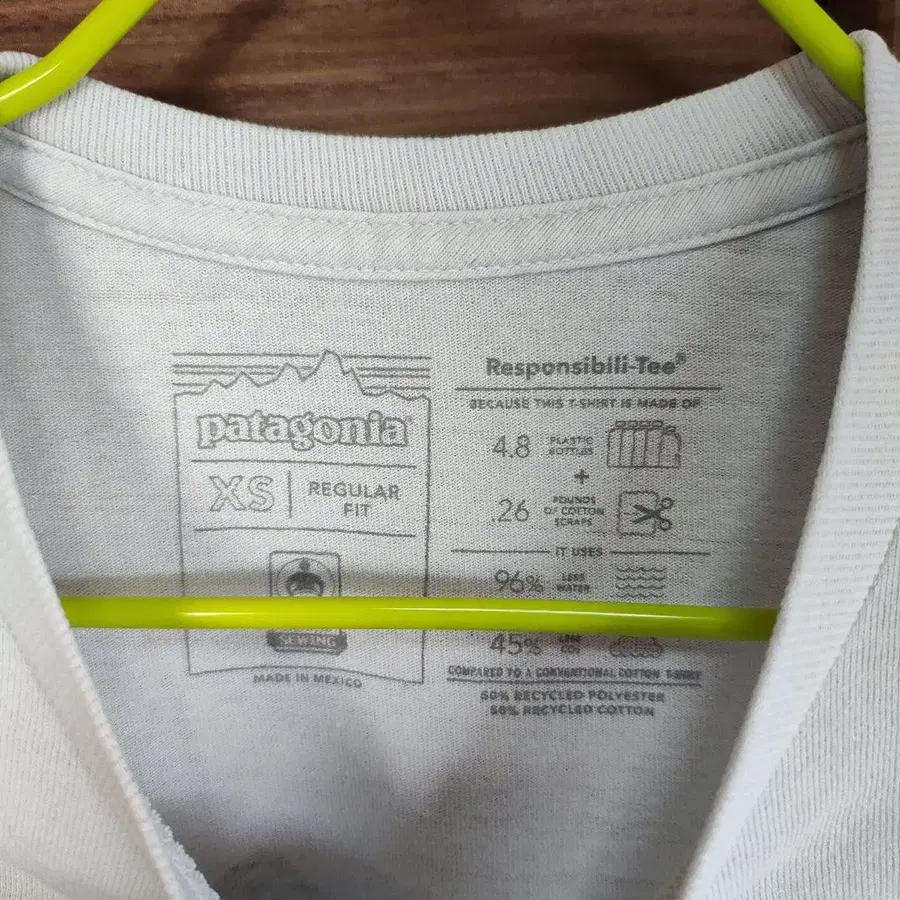 patagonia®
XS
REGULAR
FIT
SEWING
MADE IN MEXICO
Responsibili-Tee®
BECAUSE THIS T-SHIRT IS MADE OF
4.8
PLASTIC
BOTTLES
+
.26
POUNDS
OF COTTON
SCRAPS
IT USES
96%
LESS
WATER
45%
LESS
CO2
COMPARED TO A CONVENTIONAL COTTON T-SHIRT
50% RECYCLED POLYESTER
50% RECYCLED COTTON